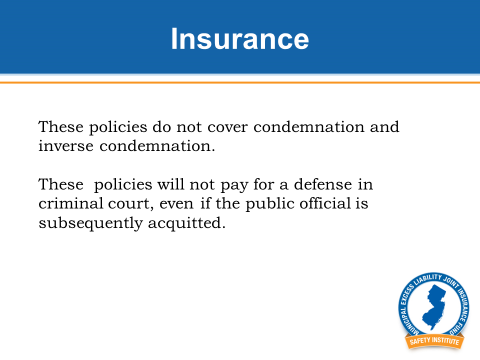 Insurance
These policies do not cover condemnation and
inverse condemnation.
These  policies will not pay for a defense in
criminal court, even if the public official is
subsequently acquitted.
MUNICIPAL EXCESS LIABILITY JOINT INSURANCE FUND
SAFETY INSTITUTE